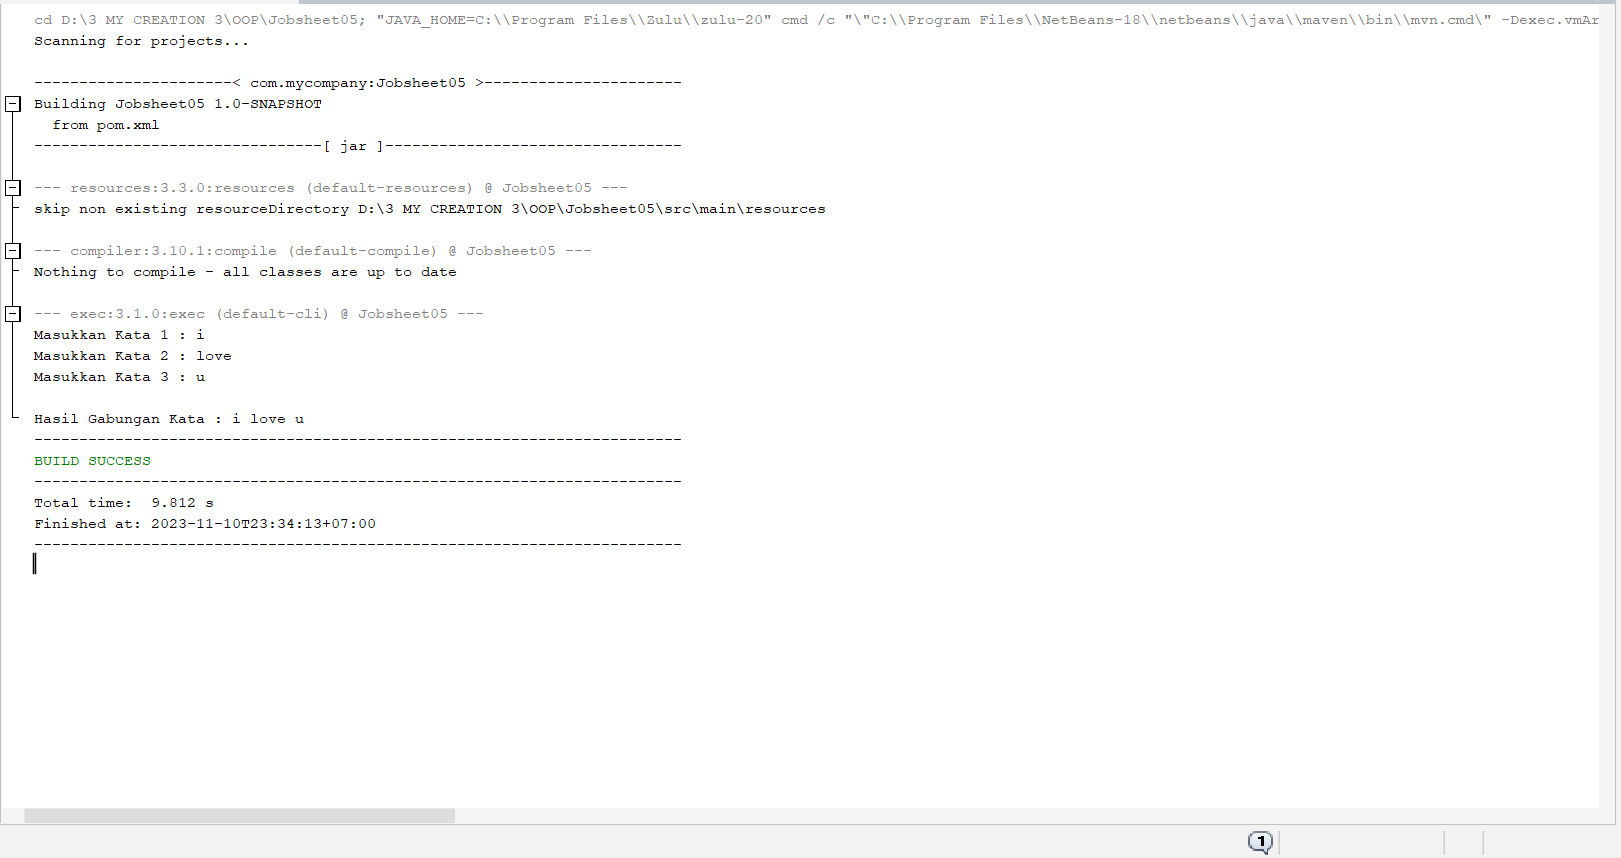 cd D:\3 MY CREATION 3\OOP\Jobsheet05; "JAVA_HOME=C:\\Program Files\\Zulu\\zulu-20" cmd /c "\"C:\\Program Files\\NetBeans-18\\netbeans\\java\\maven\\bin\\mvn.cmd\" -Dexec.vmAr
Scanning for projects...
----------------------< com.mycompany:Jobsheet05 >----------------------
Building Jobsheet05 1.0-SNAPSHOT
  from pom.xml
--------------------------------[ jar ]---------------------------------
--- resources:3.3.0:resources (default-resources) @ Jobsheet05 ---
skip non existing resourceDirectory D:\3 MY CREATION 3\OOP\Jobsheet05\src\main\resources
--- compiler:3.10.1:compile (default-compile) @ Jobsheet05 ---
Nothing to compile - all classes are up to date
--- exec:3.1.0:exec (default-cli) @ Jobsheet05 ---
Masukkan Kata 1 : i
Masukkan Kata 2 : love
Masukkan Kata 3 : u
Hasil Gabungan Kata : i love u
------------------------------------------------------------------------
BUILD SUCCESS
------------------------------------------------------------------------
Total time:  9.812 s
Finished at: 2023-11-10T23:34:13+07:00
------------------------------------------------------------------------
1